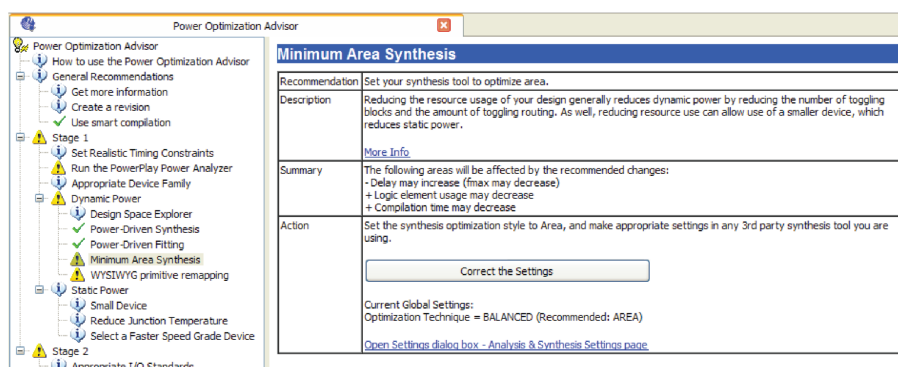 Power Optimization Advisor
Power Optimization Advisor
How to use the Power Optimization Advisor
General Recommendations
Get more information
Create a revision
Use smart compilation
Stage 1
Set Realistic Timing Constraints
Run the PowerPlay Power Analyzer
Appropriate Device Family
Dynamic Power
Design Space Explorer
Power-Driven Synthesis
Power-Driven Fitting
Minimum Area Synthesis
WYSIWYG primitive remapping
Static Power
Small Device
Reduce Junction Temperature
Select a Faster Speed Grade Device
Stage 2
Appropriate I/O Standards
Minimum Area Synthesis
Recommendation Set your synthesis tool to optimize area.
Description Reducing the resource usage of your design generally reduces dynamic power by reducing the number of toggling
blocks and the amount of toggling routing. As well, reducing resource use can allow use of a smaller device, which
reduces static power.
More Info
Summary The following areas will be affected by the recommended changes:
- Delay may increase (fmax may decrease)
+ Logic element usage may decrease
+ Compilation time may decrease
Action Set the synthesis optimization style to Area, and make appropriate settings in any 3rd party synthesis tool you are
using.
Correct the Settings
Current Global Settings:
Optimization Technique = BALANCED (Recommended: AREA)
Open Settings dialog box - Analysis & Synthesis Settings page